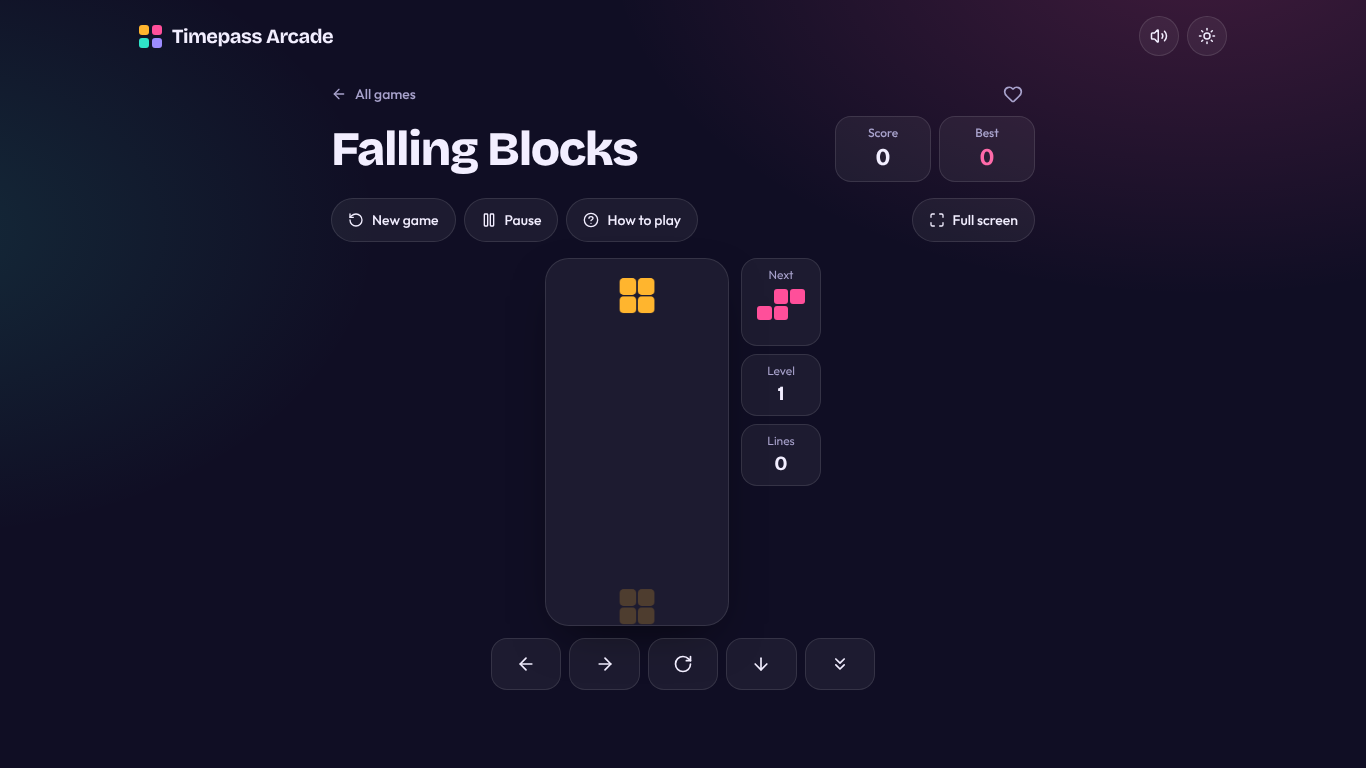 Timepass Arcade
All games
Falling Blocks
Score
0
Best
0
New game
Pause
How to play
Full screen
Next
Level
1
Lines
0